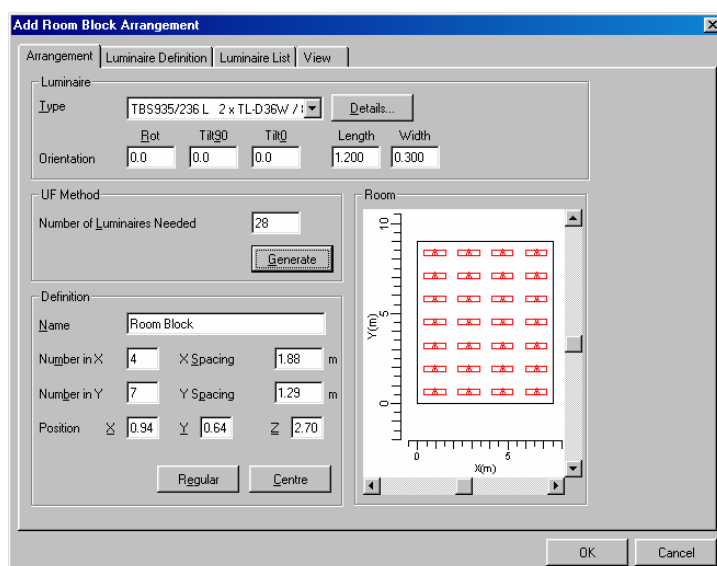 Add Room Block Arrangement
Arrangement Luminaire Definition Luminaire List View
Luminaire
Type TBS935/236 L 2 x TL-D36W / Details...
Rot Tilt90 Tilt0 Length Width
Orientation 0.0 0.0 0.0 1.200 0.300
UF Method
Number of Luminaires Needed 28
Generate
Definition
Name Room Block
Number in X 4 X Spacing 1.88 m
Number in Y 7 Y Spacing 1.29 m
Position X 0.94 Y 0.64 Z 2.70
Regular Centre
Room
10
5
0
Y(m)
0 5
X(m)
OK Cancel